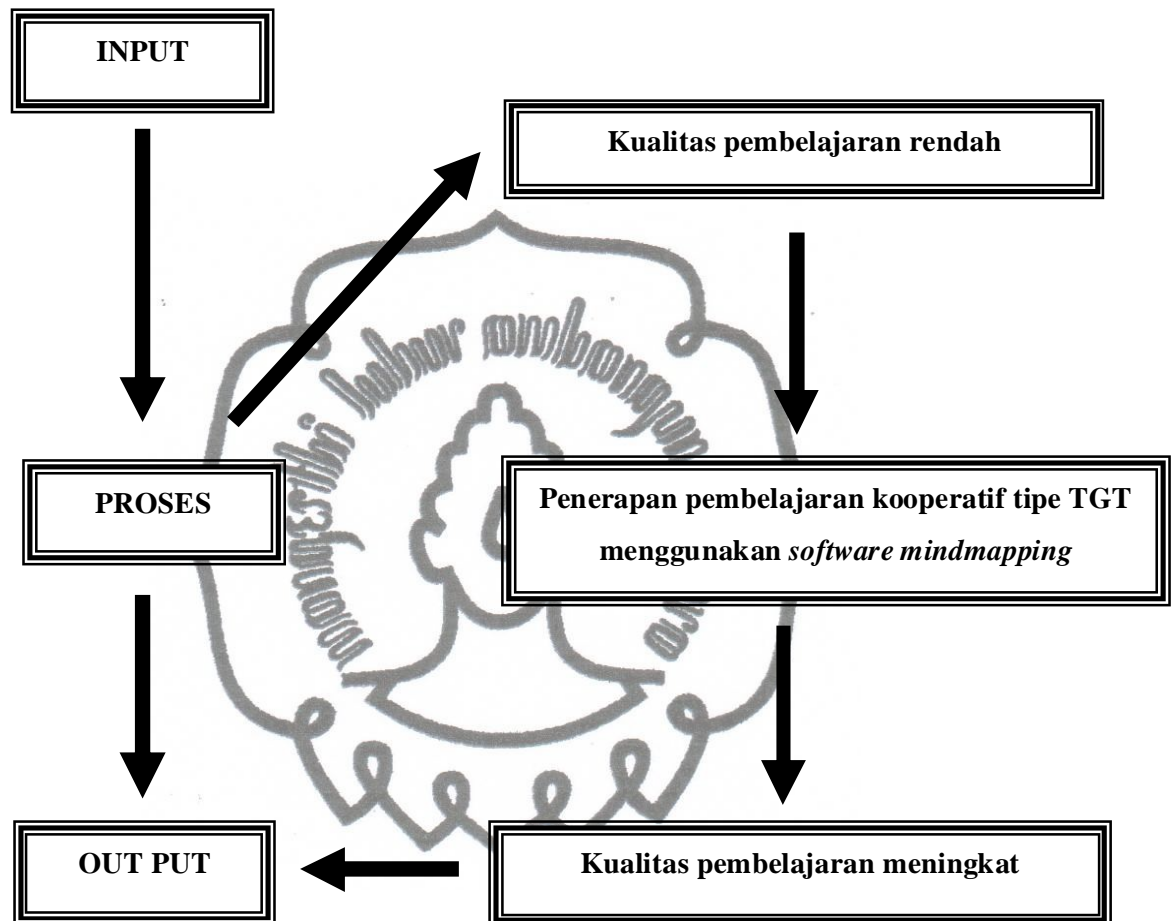 INPUT
Kualitas pembelajaran rendah
PROSES
Penerapan pembelajaran kooperatif tipe TGT
menggunakan software mindmapping
OUT PUT
Kualitas pembelajaran meningkat